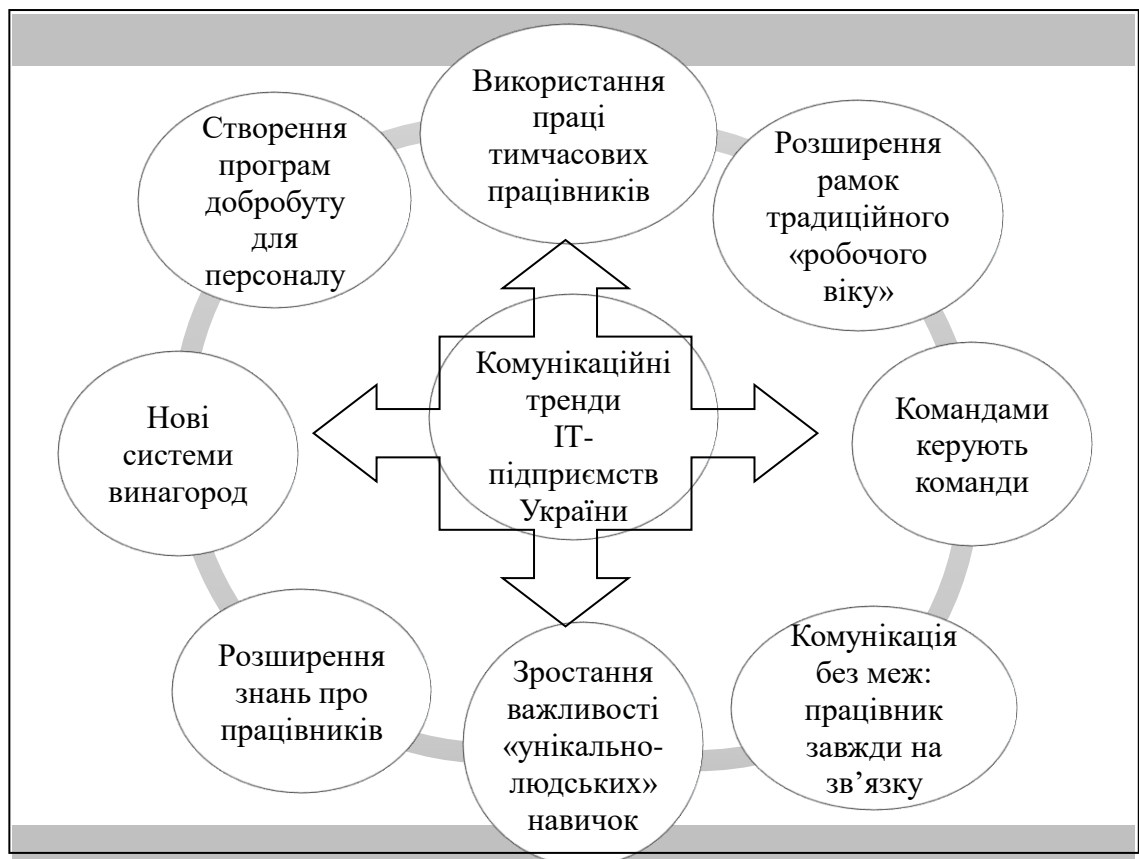 Використання
праці
тимчасових
працівників
Розширення
рамок
традиційного
«робочого
віку»
Командами
керують
команди
Комунікація
без меж:
працівник
завжди на
зв’язку
Зростання
важливості
«унікально-
людських»
навичок
Розширення
знань про
працівників
Нові
системи
винагород
Створення
програм
добробуту
для
персоналу
Комунікаційні
тренди
ІТ-
підприємств
України